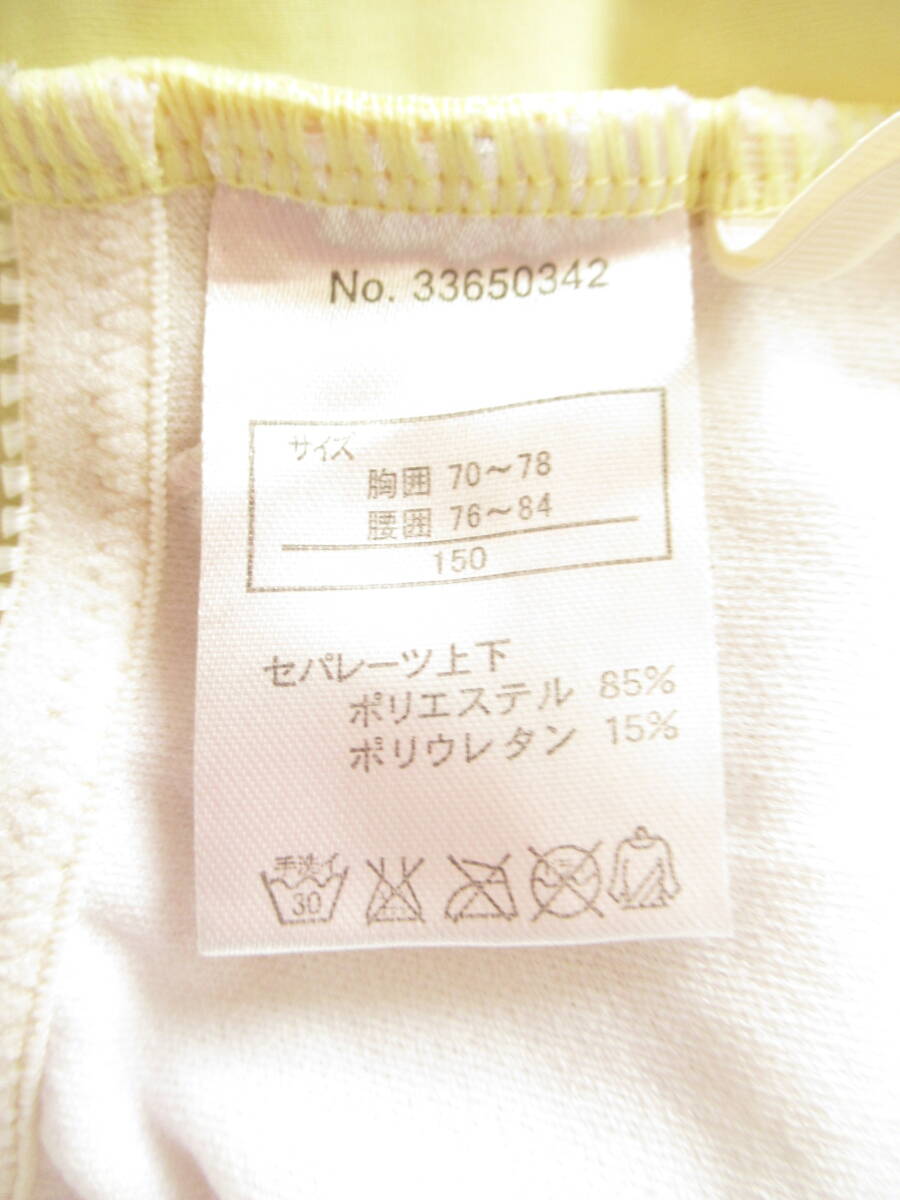 No. 33650342
サイズ
胸囲 70～78
腰囲 76～84
150
セパレーツ上下
ポリエステル 85%
ポリウレタン 15%
手洗イ
30